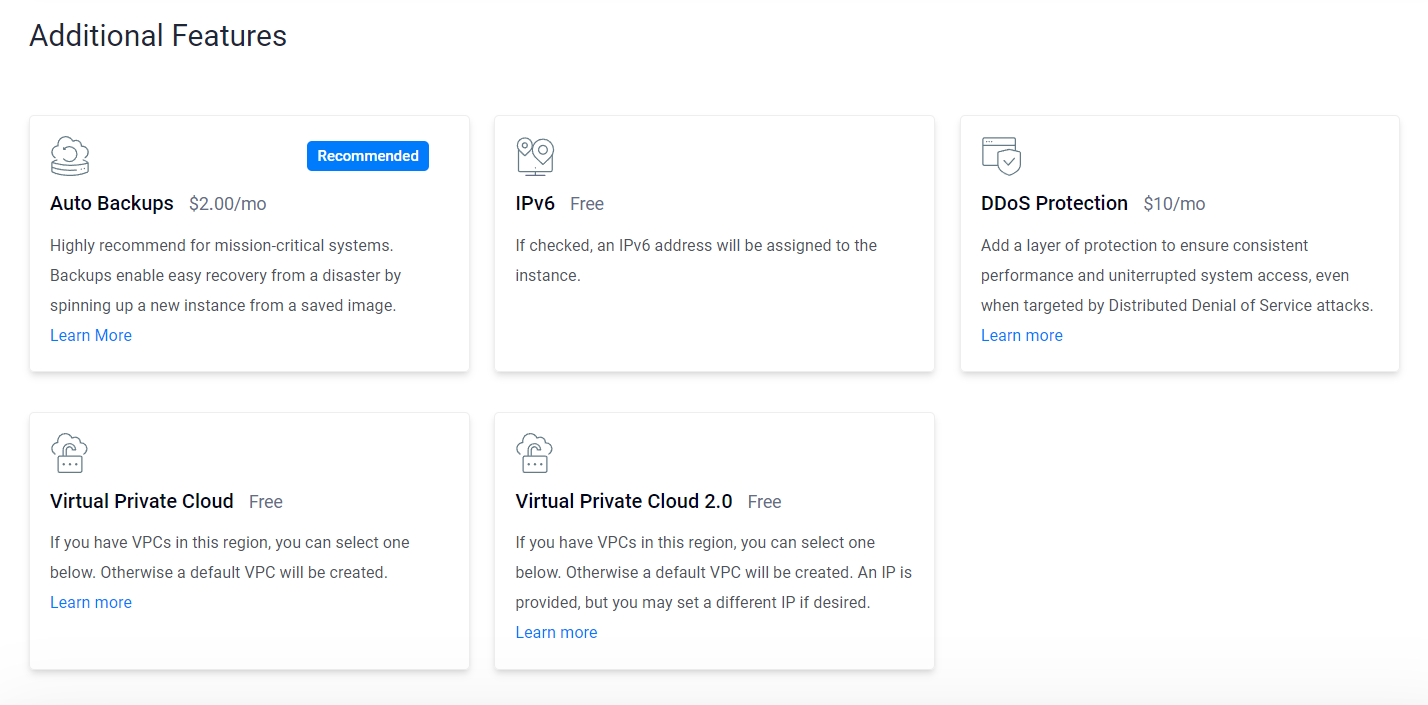 Additional Features
Recommended
Auto Backups $2.00/mo
Highly recommend for mission-critical systems.
Backups enable easy recovery from a disaster by
spinning up a new instance from a saved image.
Learn More
IPv6 Free
If checked, an IPv6 address will be assigned to the
instance.
DDoS Protection $10/mo
Add a layer of protection to ensure consistent
performance and uniterrupted system access, even
when targeted by Distributed Denial of Service attacks.
Learn more
Virtual Private Cloud Free
If you have VPCs in this region, you can select one
below. Otherwise a default VPC will be created.
Learn more
Virtual Private Cloud 2.0 Free
If you have VPCs in this region, you can select one
below. Otherwise a default VPC will be created. An IP is
provided, but you may set a different IP if desired.
Learn more